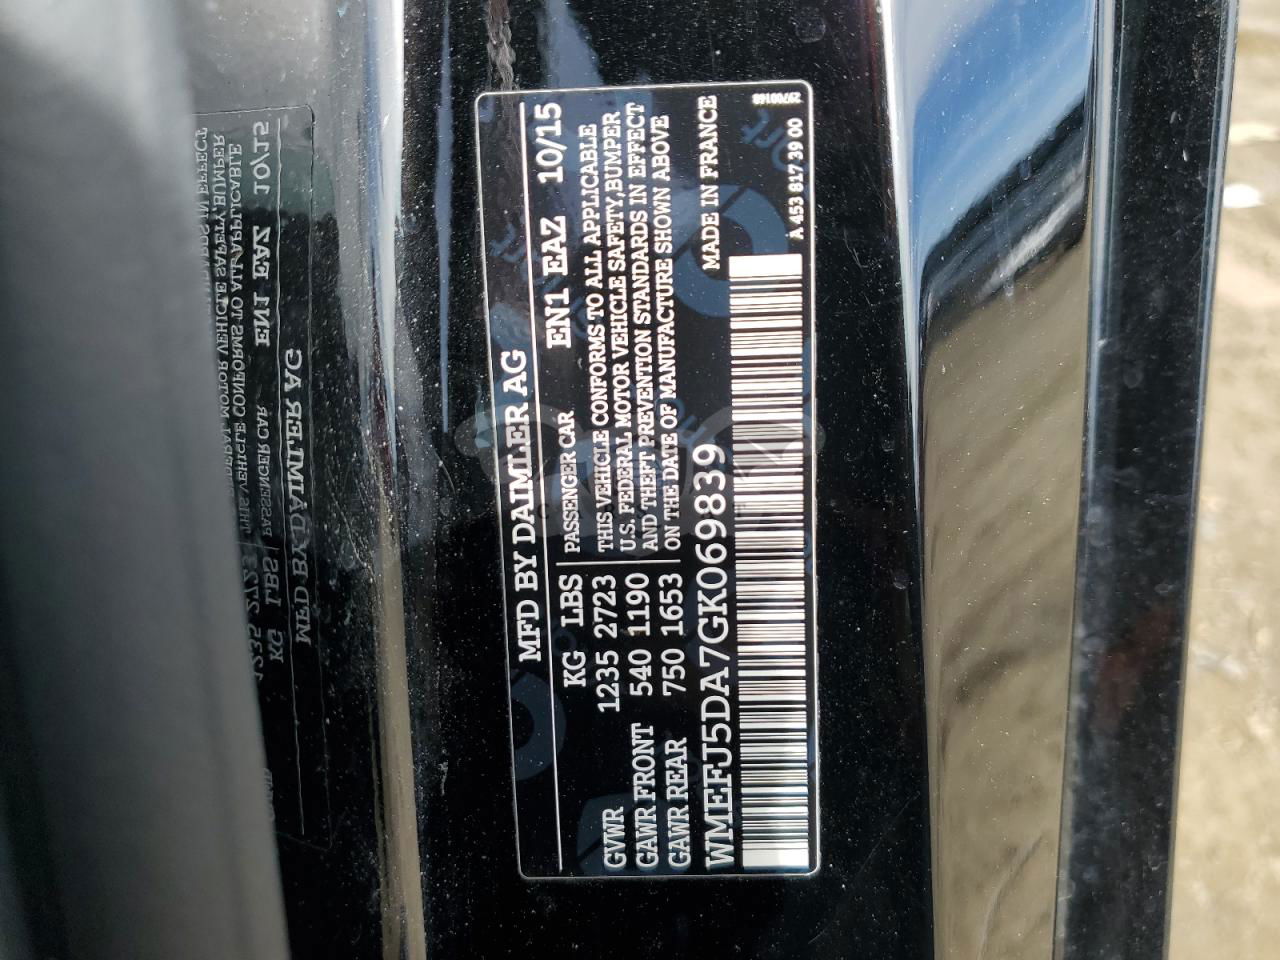 MFD BY DAIMLER AG
KG LBS PASSENGER CAR EN1 EAZ 10/15
GVWR 1235 2723 THIS VEHICLE CONFORMS TO ALL APPLICABLE
GAWR FRONT 540 1190 U.S. FEDERAL MOTOR VEHICLE SAFETY,BUMPER
GAWR REAR 750 1653 AND THEFT PREVENTION STANDARDS IN EFFECT
ON THE DATE OF MANUFACTURE SHOWN ABOVE
WMEFJ5DA7GK069839 MADE IN FRANCE
A 453 817 39 00